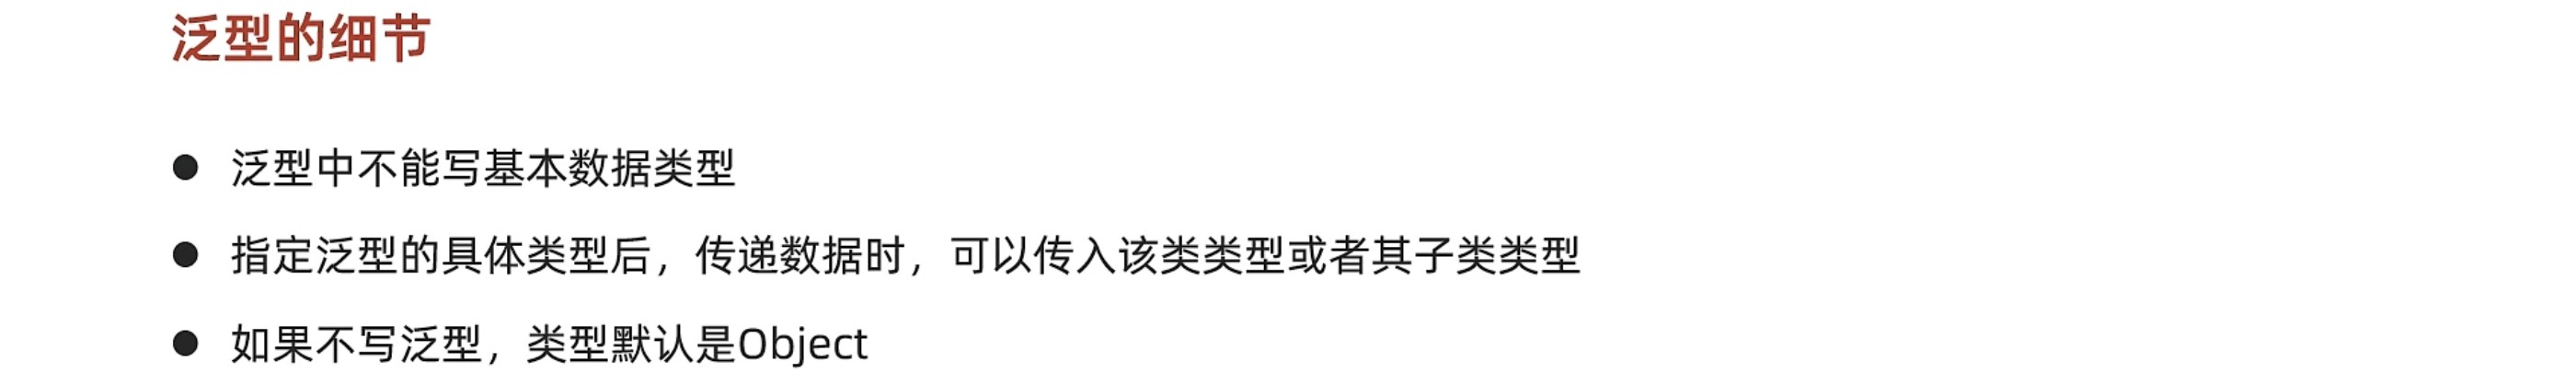 泛型的细节
● 泛型中不能写基本数据类型
● 指定泛型的具体类型后，传递数据时，可以传入该类类型或者其子类类型
● 如果不写泛型，类型默认是Object